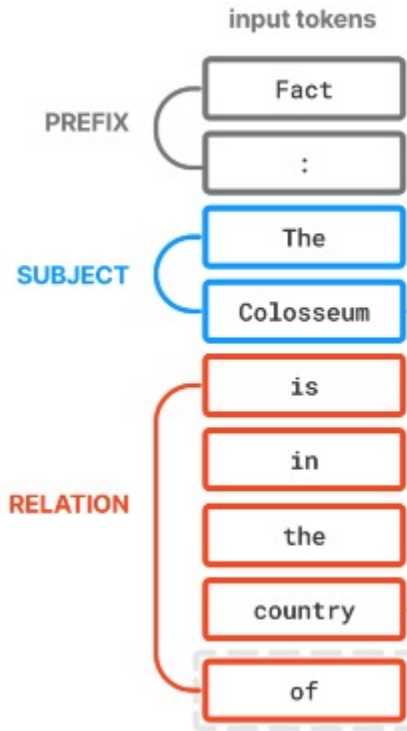 input tokens
Fact
PREFIX
:
The
SUBJECT
Colosseum
is
in
RELATION
the
country
of